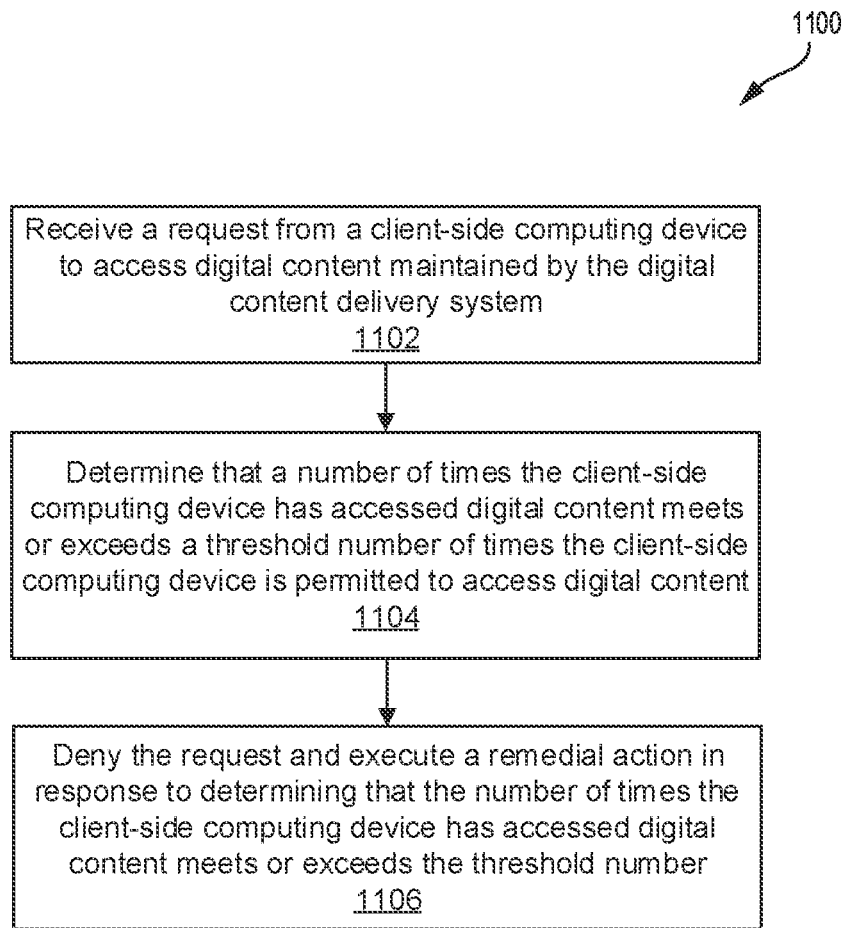 1100
Receive a request from a client-side computing device
to access digital content maintained by the digital
content delivery system
1102
Determine that a number of times the client-side
computing device has accessed digital content meets
or exceeds a threshold number of times the client-side
computing device is permitted to access digital content
1104
Deny the request and execute a remedial action in
response to determining that the number of times the
client-side computing device has accessed digital
content meets or exceeds the threshold number
1106